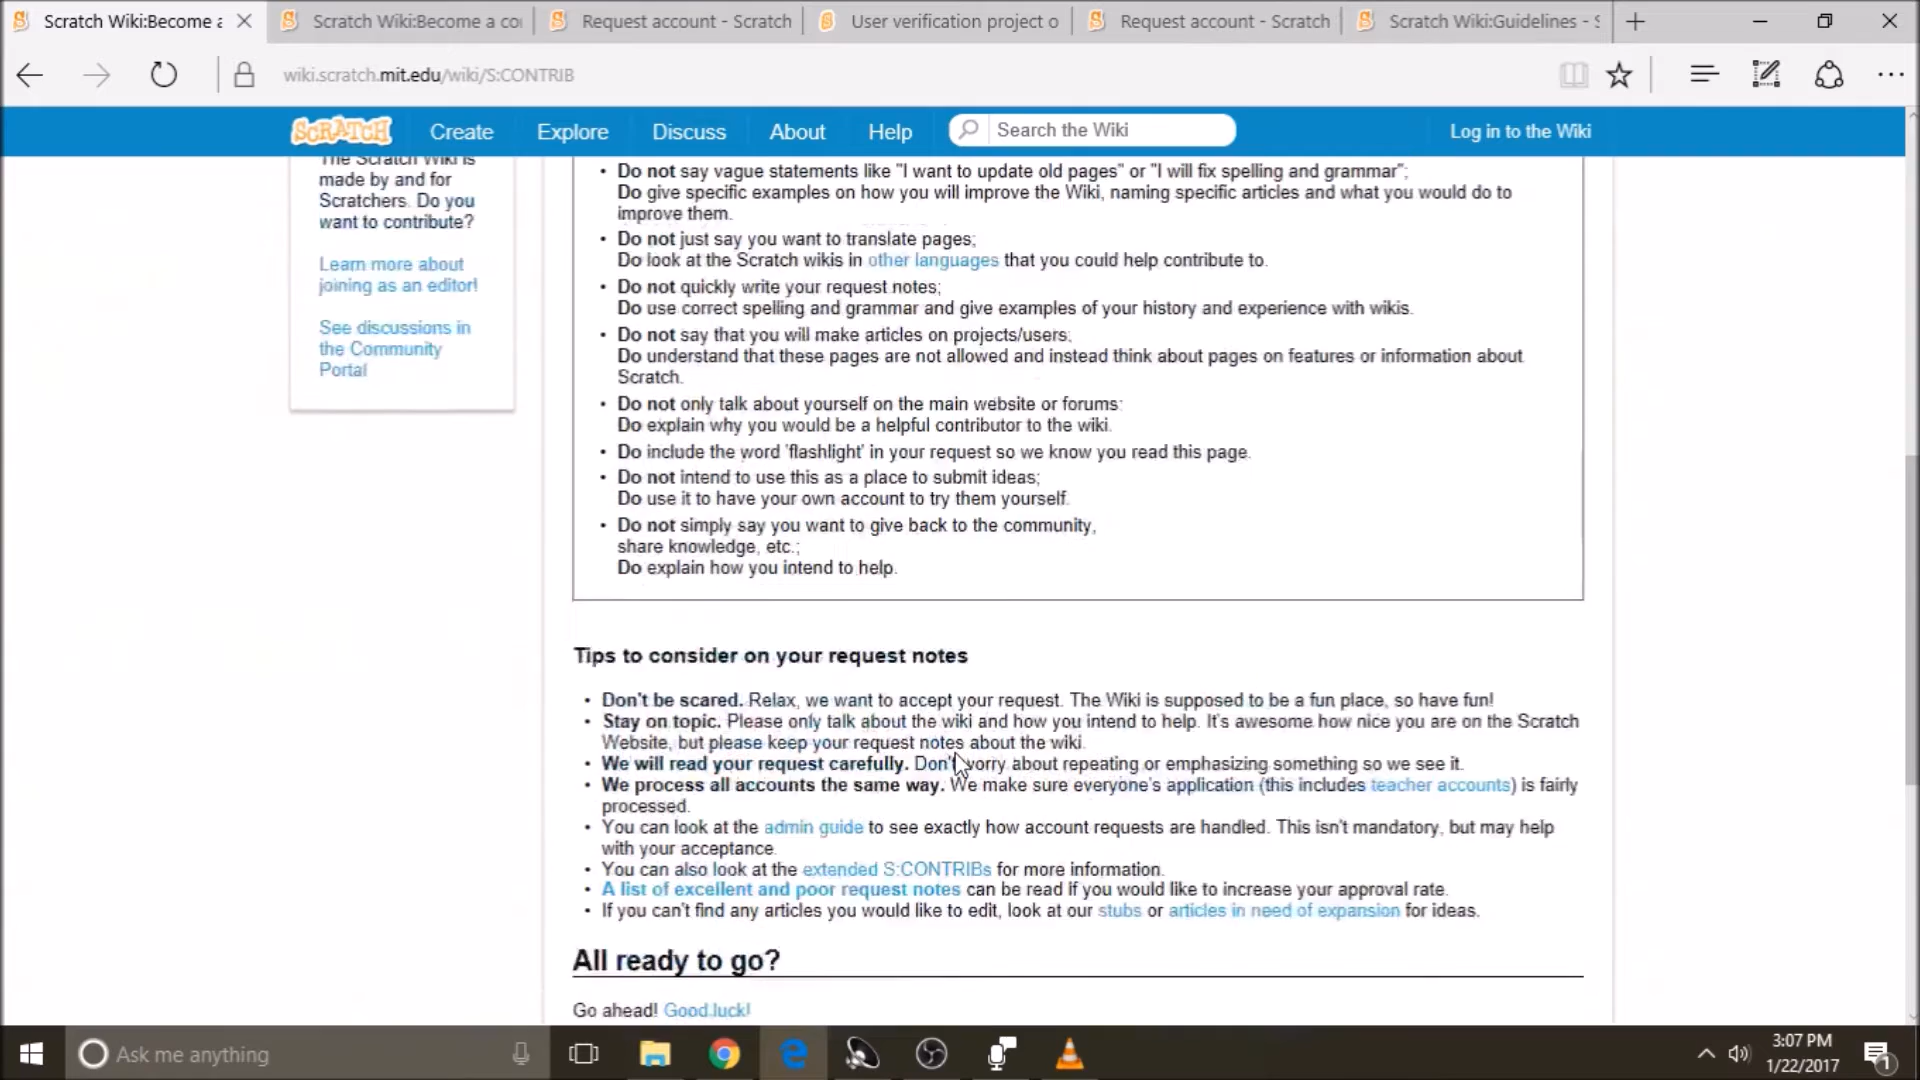 Scratch Wiki:Become a
Scratch Wiki:Become a co
Request account - Scratch
User verification project o
Request account - Scratch
Scratch Wiki:Guidelines - S
wiki.scratch.mit.edu/wiki/S:CONTRIB
SCRATCH
Create
Explore
Discuss
About
Help
Search the Wiki
Log in to the Wiki
The Scratch Wiki is
made by and for
Scratchers. Do you
want to contribute?
Learn more about
joining as an editor!
See discussions in
the Community
Portal
• Do not say vague statements like "I want to update old pages" or "I will fix spelling and grammar";
Do give specific examples on how you will improve the Wiki, naming specific articles and what you would do to
improve them.
• Do not just say you want to translate pages;
Do look at the Scratch wikis in other languages that you could help contribute to.
• Do not quickly write your request notes;
Do use correct spelling and grammar and give examples of your history and experience with wikis.
• Do not say that you will make articles on projects/users;
Do understand that these pages are not allowed and instead think about pages on features or information about
Scratch.
• Do not only talk about yourself on the main website or forums:
Do explain why you would be a helpful contributor to the wiki.
• Do include the word 'flashlight' in your request so we know you read this page.
• Do not intend to use this as a place to submit ideas;
Do use it to have your own account to try them yourself.
• Do not simply say you want to give back to the community,
share knowledge, etc.;
Do explain how you intend to help.
Tips to consider on your request notes
• Don't be scared. Relax, we want to accept your request. The Wiki is supposed to be a fun place, so have fun!
• Stay on topic. Please only talk about the wiki and how you intend to help. It's awesome how nice you are on the Scratch
Website, but please keep your request notes about the wiki.
• We will read your request carefully. Don't worry about repeating or emphasizing something so we see it.
• We process all accounts the same way. We make sure everyone's application (this includes teacher accounts) is fairly
processed.
• You can look at the admin guide to see exactly how account requests are handled. This isn't mandatory, but may help
with your acceptance.
• You can also look at the extended S:CONTRIBs for more information.
• A list of excellent and poor request notes can be read if you would like to increase your approval rate.
• If you can't find any articles you would like to edit, look at our stubs or articles in need of expansion for ideas.
All ready to go?
Go ahead! Good luck!
Ask me anything
3:07 PM
1/22/2017
1